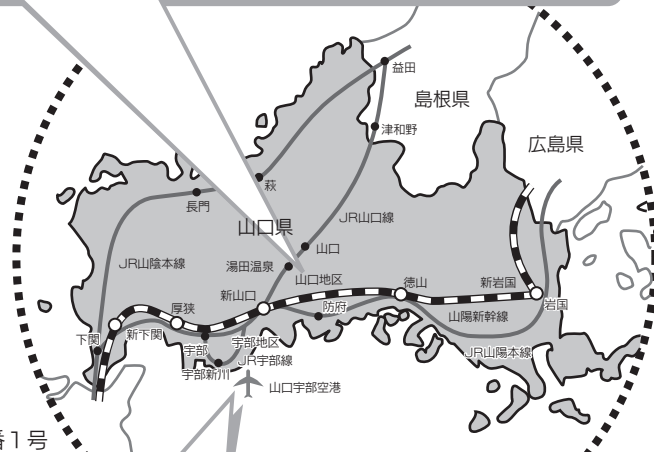 益田
島根県
津和野
広島県
萩
長門
山口県
JR山口線
山口
JR山陰本線
湯田温泉
山口地区
徳山
新岩国
新山口
厚狭
防府
岩国
山陽新幹線
下関
新下関
宇部
宇部地区
JR山陽本線
JR宇部線
宇部新川
山口宇部空港
番1号